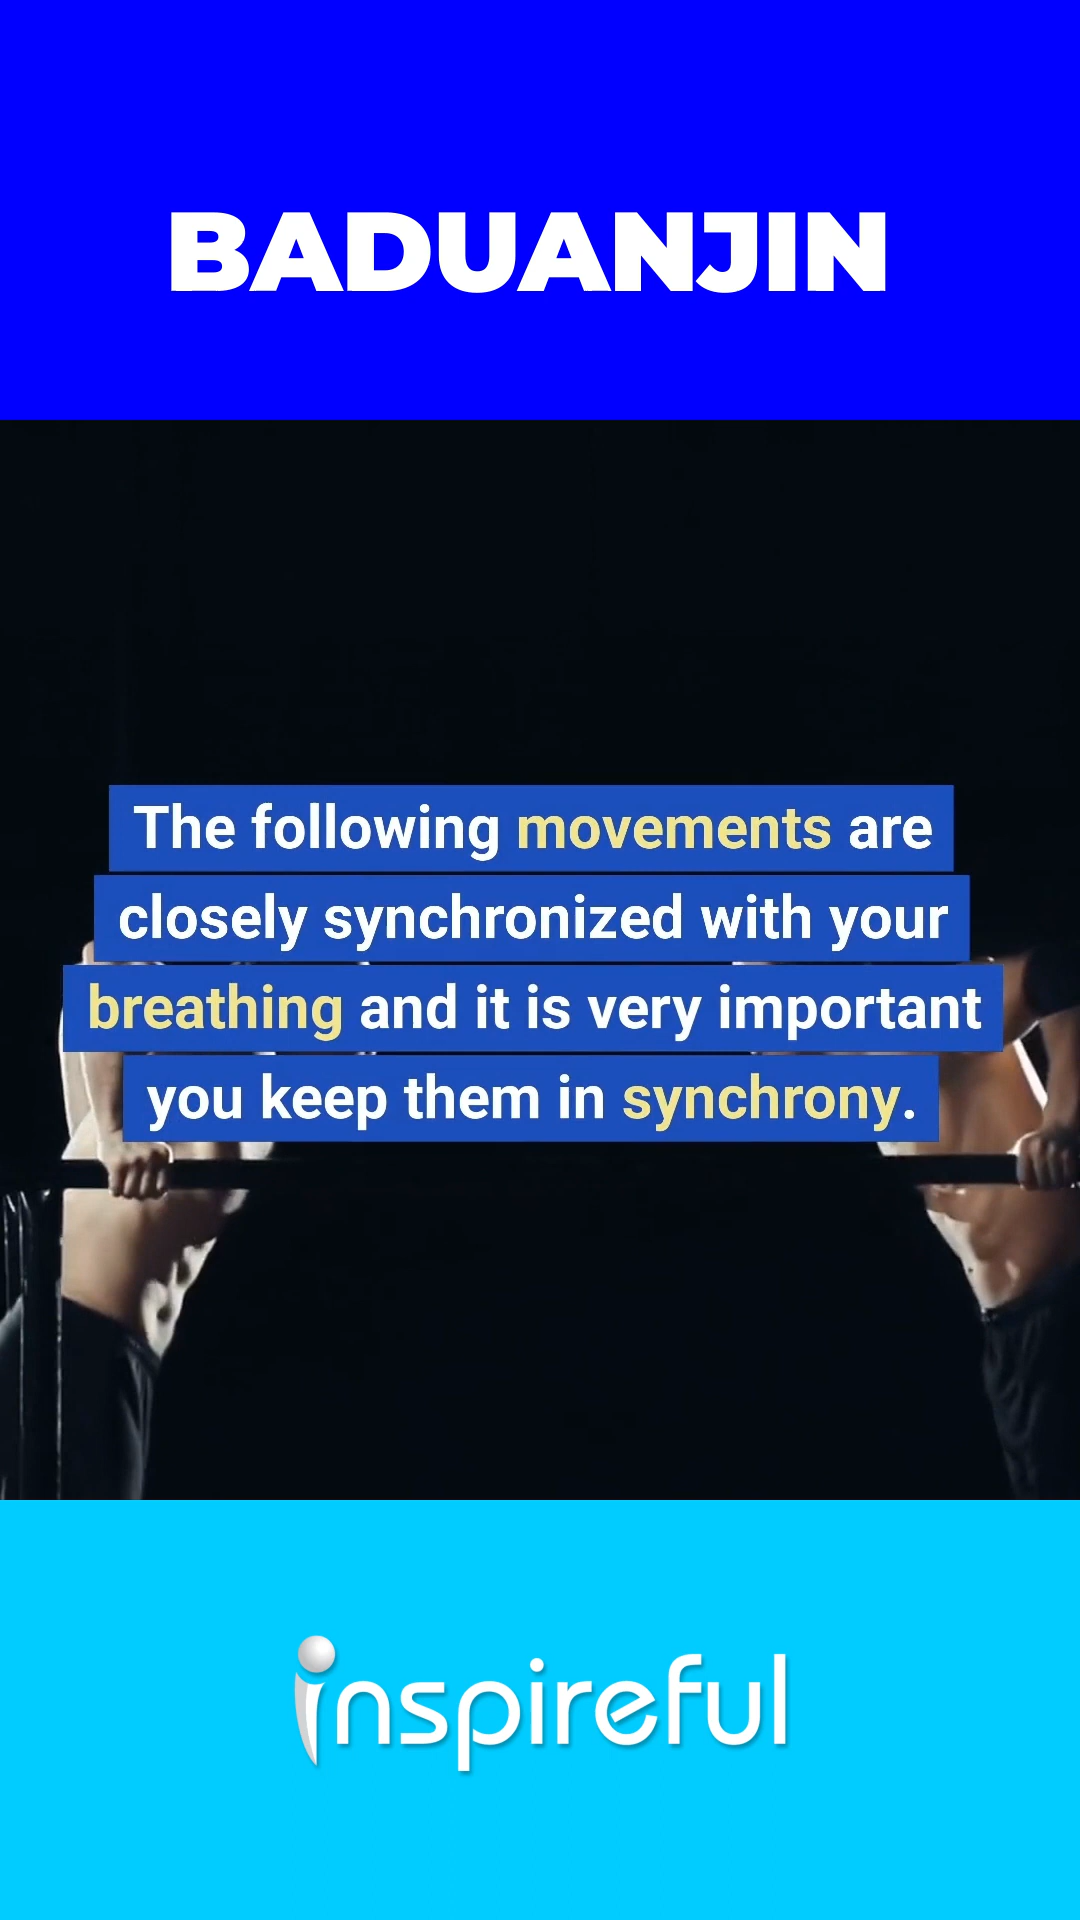 BADUANJIN
The following movements are
closely synchronized with your
breathing and it is very important
you keep them in synchrony.
inspireful